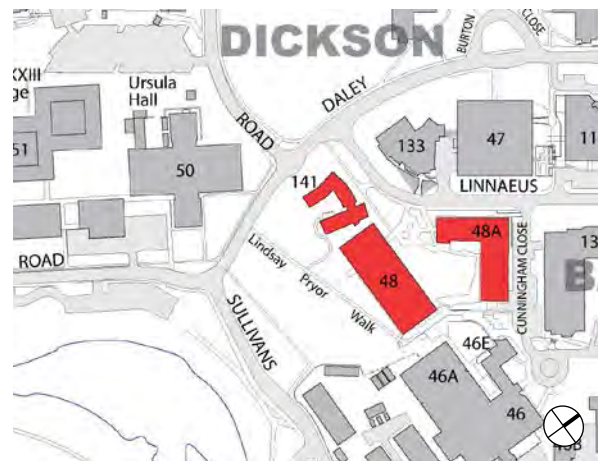 DICKSON
CLOSE
BURTON
XXIII
ge
Ursula
Hall
DALEY
ROAD
51
50
133
47
11
141
LINNAEUS
48A
13
ROAD
Lindsay
Pryor
Walk
48
CUNNINGHAM CLOSE
B
SULLIVANS
46E
46A
46